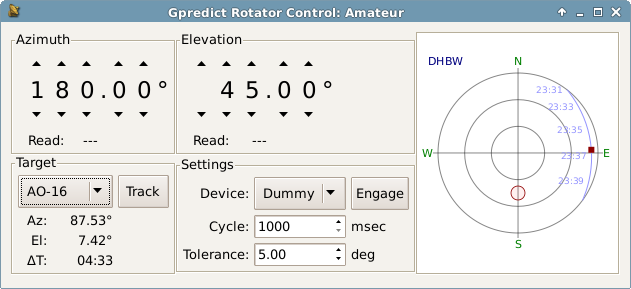 Gpredict Rotator Control: Amateur
Azimuth
180.00°
Read: ---
Elevation
45.00°
Read: ---
Target
AO-16
Track
Az: 87.53°
El: 7.42°
ΔT: 04:33
Settings
Device: Dummy Engage
Cycle: 1000 msec
Tolerance: 5.00 deg
DHBW
N
23:31
23:33
23:35
W
23:37
E
23:39
S